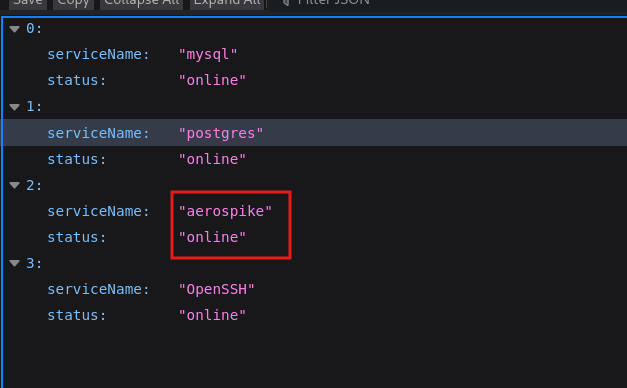 Save Copy Collapse All Expand All Filter JSON
0:
serviceName: "mysql"
status: "online"
1:
serviceName: "postgres"
status: "online"
2:
serviceName: "aerospike"
status: "online"
3:
serviceName: "OpenSSH"
status: "online"